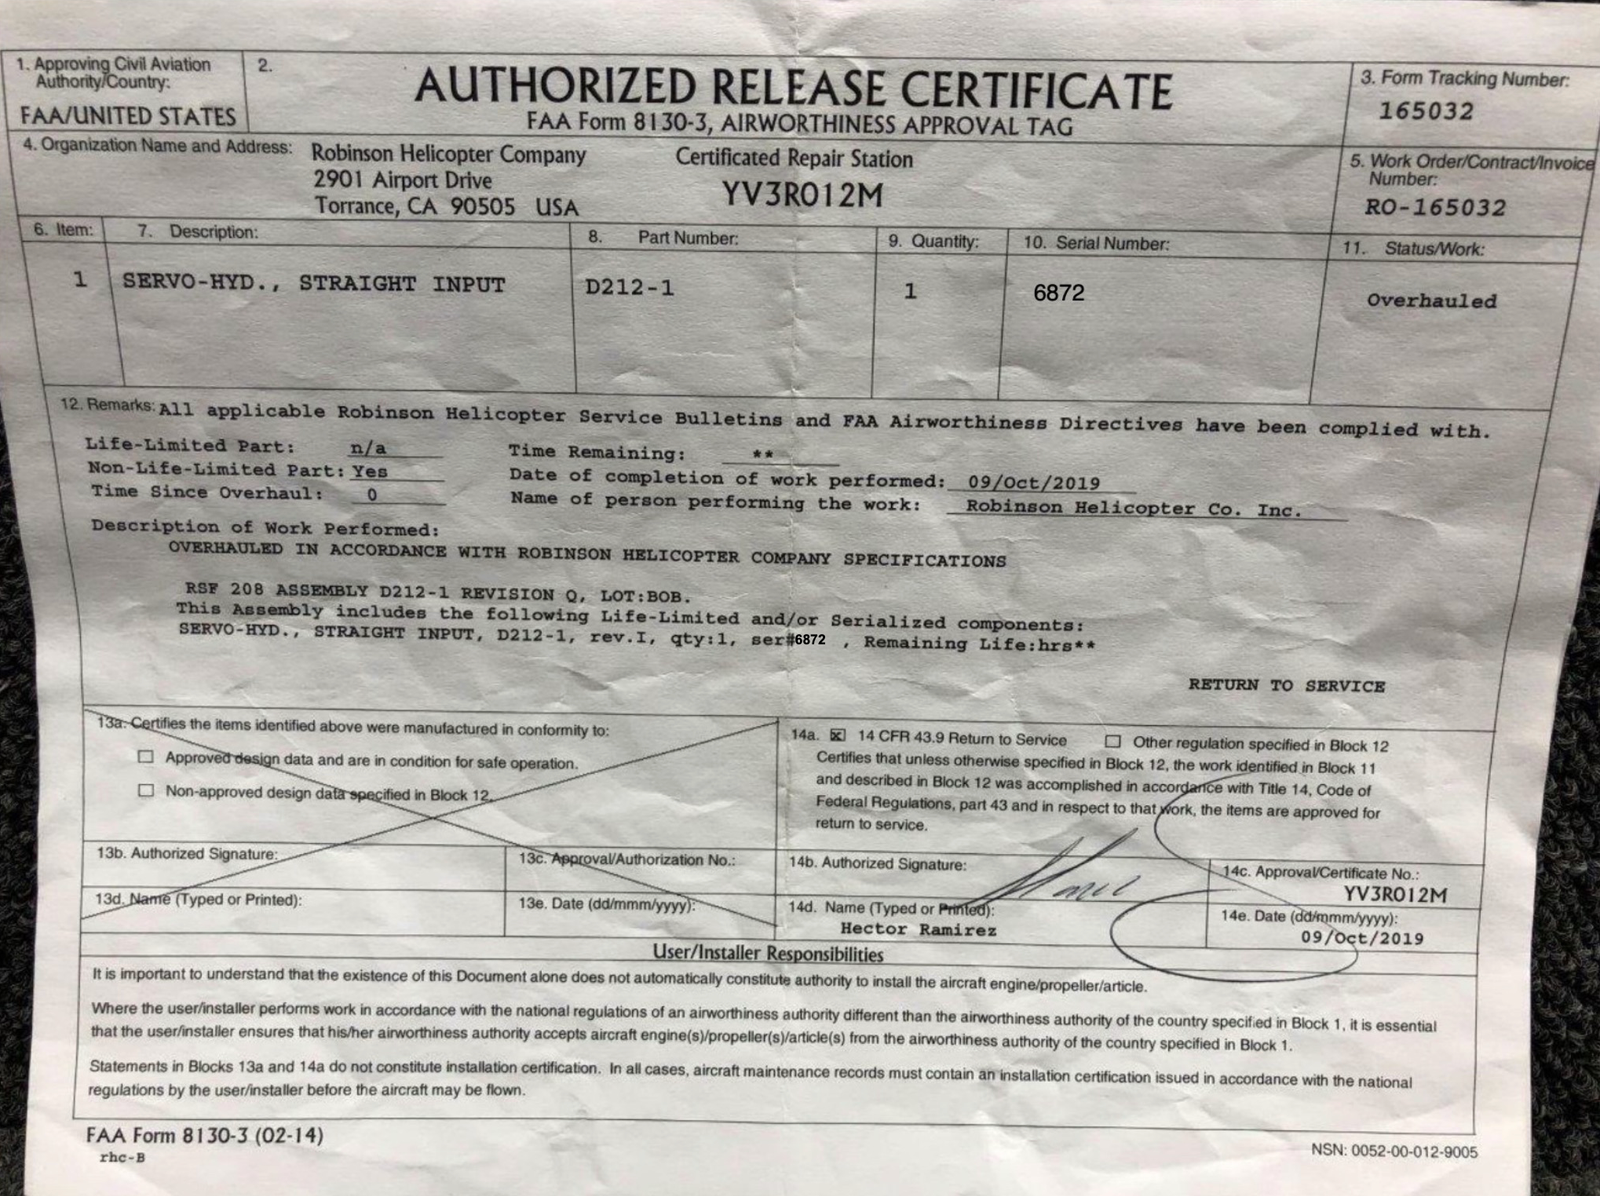 1. Approving Civil Aviation Authority/Country:
FAA/UNITED STATES
2.
AUTHORIZED RELEASE CERTIFICATE
FAA Form 8130-3, AIRWORTHINESS APPROVAL TAG
3. Form Tracking Number:
165032
4. Organization Name and Address:
Robinson Helicopter Company
2901 Airport Drive
Torrance, CA 90505 USA
Certificated Repair Station
YV3R012M
5. Work Order/Contract/Invoice
Number:
RO-165032
6. Item:
7. Description:
8. Part Number:
9. Quantity:
10. Serial Number:
11. Status/Work:
1
SERVO-HYD., STRAIGHT INPUT
D212-1
1
6872
Overhauled
12. Remarks: All applicable Robinson Helicopter Service Bulletins and FAA Airworthiness Directives have been complied with.
Life-Limited Part: n/a
Time Remaining: **
Non-Life-Limited Part: Yes
Date of completion of work performed: 09/Oct/2019
Time Since Overhaul: 0
Name of person performing the work: Robinson Helicopter Co. Inc.
Description of Work Performed:
OVERHAULED IN ACCORDANCE WITH ROBINSON HELICOPTER COMPANY SPECIFICATIONS
RSF 208 ASSEMBLY D212-1 REVISION Q, LOT:BOB.
This Assembly includes the following Life-Limited and/or Serialized components:
SERVO-HYD., STRAIGHT INPUT, D212-1, rev.I, qty:1, ser#6872 , Remaining Life:hrs**
RETURN TO SERVICE
13a. Certifies the items identified above were manufactured in conformity to:
☐ Approved design data and are in condition for safe operation.
☐ Non-approved design data specified in Block 12.
14a. ☒ 14 CFR 43.9 Return to Service ☐ Other regulation specified in Block 12
Certifies that unless otherwise specified in Block 12, the work identified in Block 11
and described in Block 12 was accomplished in accordance with Title 14, Code of
Federal Regulations, part 43 and in respect to that work, the items are approved for
return to service.
13b. Authorized Signature:
13c. Approval/Authorization No.:
14b. Authorized Signature:
14c. Approval/Certificate No.:
YV3R012M
13d. Name (Typed or Printed):
13e. Date (dd/mmm/yyyy):
14d. Name (Typed or Printed):
Hector Ramirez
14e. Date (dd/mmm/yyyy):
09/Oct/2019
User/Installer Responsibilities
It is important to understand that the existence of this Document alone does not automatically constitute authority to install the aircraft engine/propeller/article.
Where the user/installer performs work in accordance with the national regulations of an airworthiness authority different than the airworthiness authority of the country specified in Block 1, it is essential
that the user/installer ensures that his/her airworthiness authority accepts aircraft engine(s)/propeller(s)/article(s) from the airworthiness authority of the country specified in Block 1.
Statements in Blocks 13a and 14a do not constitute installation certification. In all cases, aircraft maintenance records must contain an installation certification issued in accordance with the national
regulations by the user/installer before the aircraft may be flown.
FAA Form 8130-3 (02-14)
rhc-B
NSN: 0052-00-012-9005